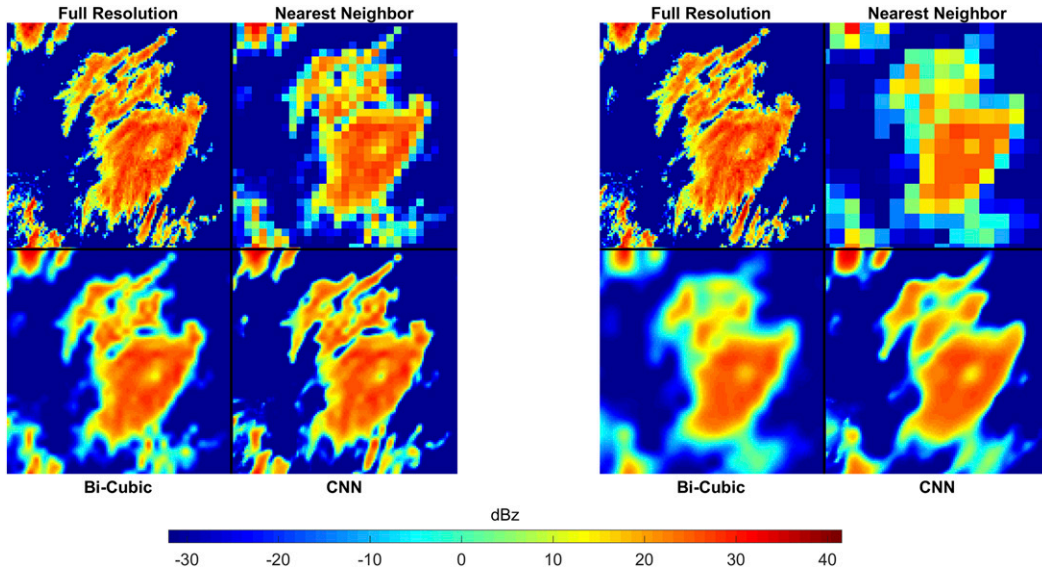 Full Resolution Nearest Neighbor Full Resolution Nearest Neighbor
Bi-Cubic CNN Bi-Cubic CNN
dBz
-30 -20 -10 0 10 20 30 40